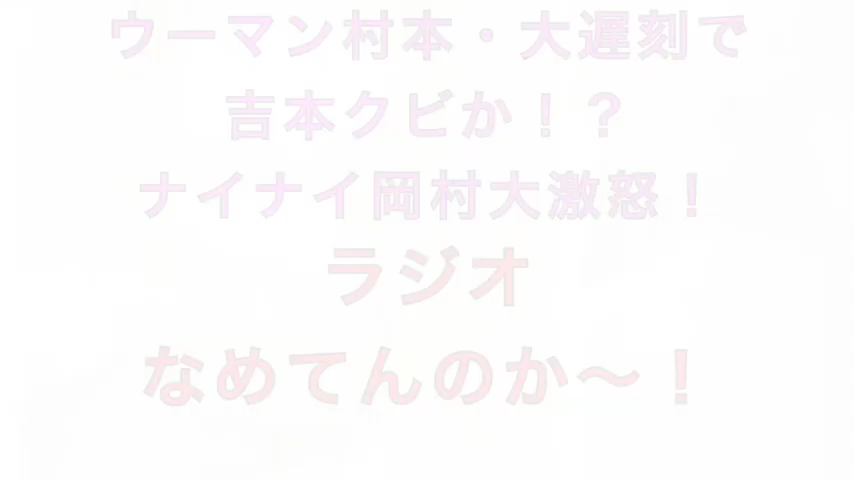 ウーマン村本・大遅刻で
吉本クビか！？
ナイナイ岡村大激怒！
ラジオ
なめてんのか〜！